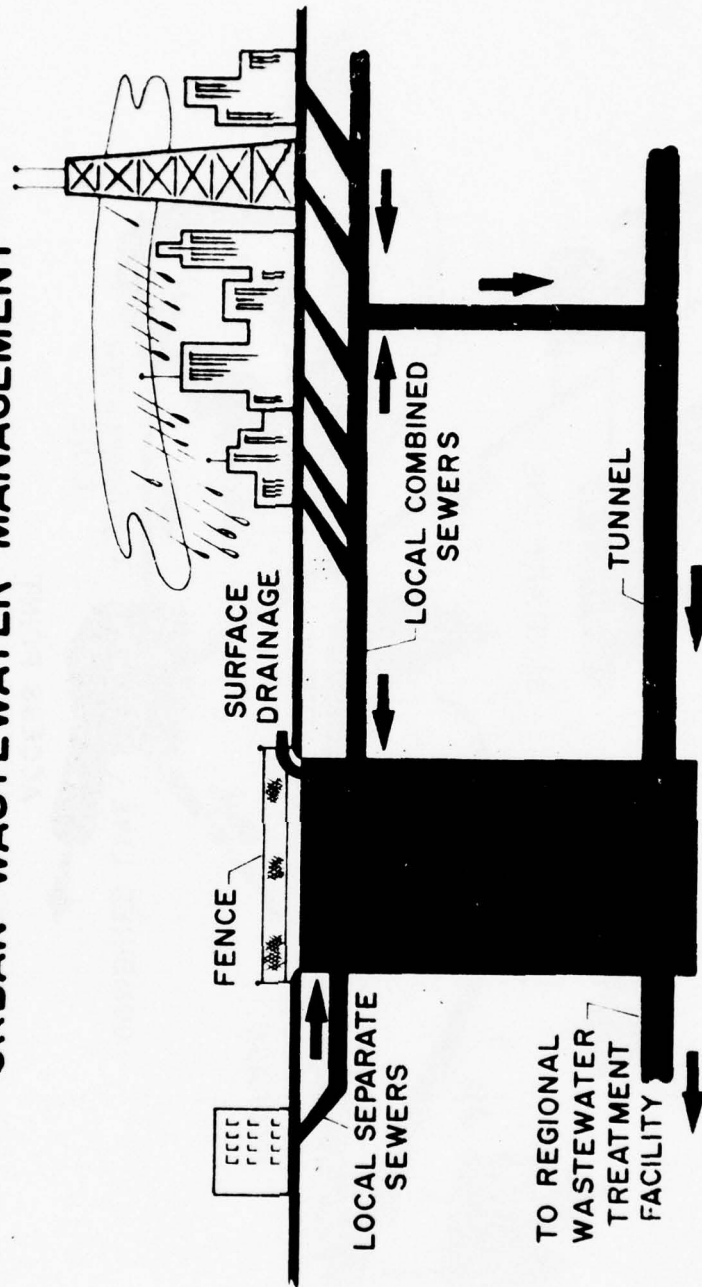 URBAN WASTEWATER MANAGEMENT
FENCE
SURFACE
DRAINAGE
LOCAL SEPARATE
SEWERS
LOCAL COMBINED
SEWERS
TUNNEL
TO REGIONAL
WASTEWATER
TREATMENT
FACILITY